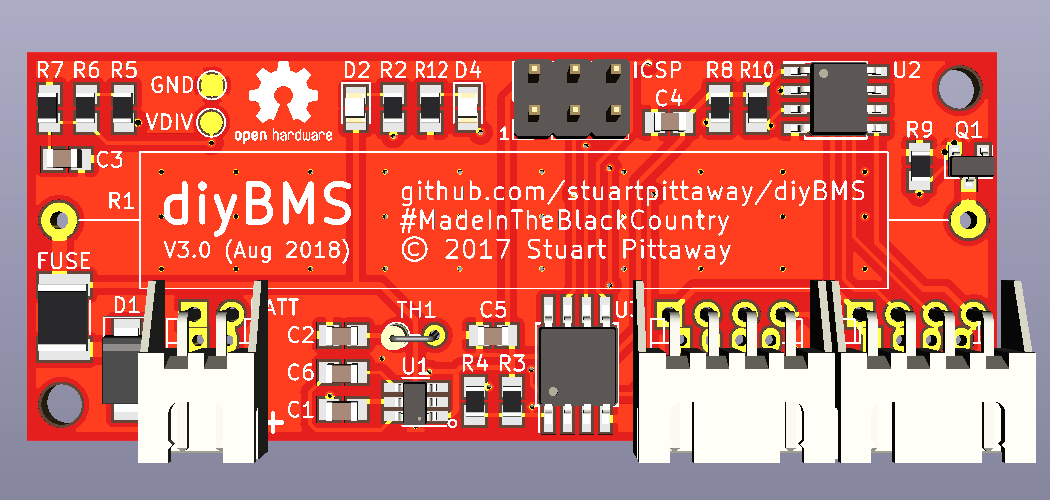 R7 R6 R5
GND
VDIV
open hardware
D2 R2 R12 D4
ICSP
1
C4
R8 R10
U2
R9 Q1
C3
R1
diyBMS
V3.0 (Aug 2018)
github.com/stuartpittaway/diyBMS
#MadeInTheBlackCountry
© 2017 Stuart Pittaway
FUSE
D1
ATT
C2
C6
C1
+
TH1
U1
C5
R4 R3